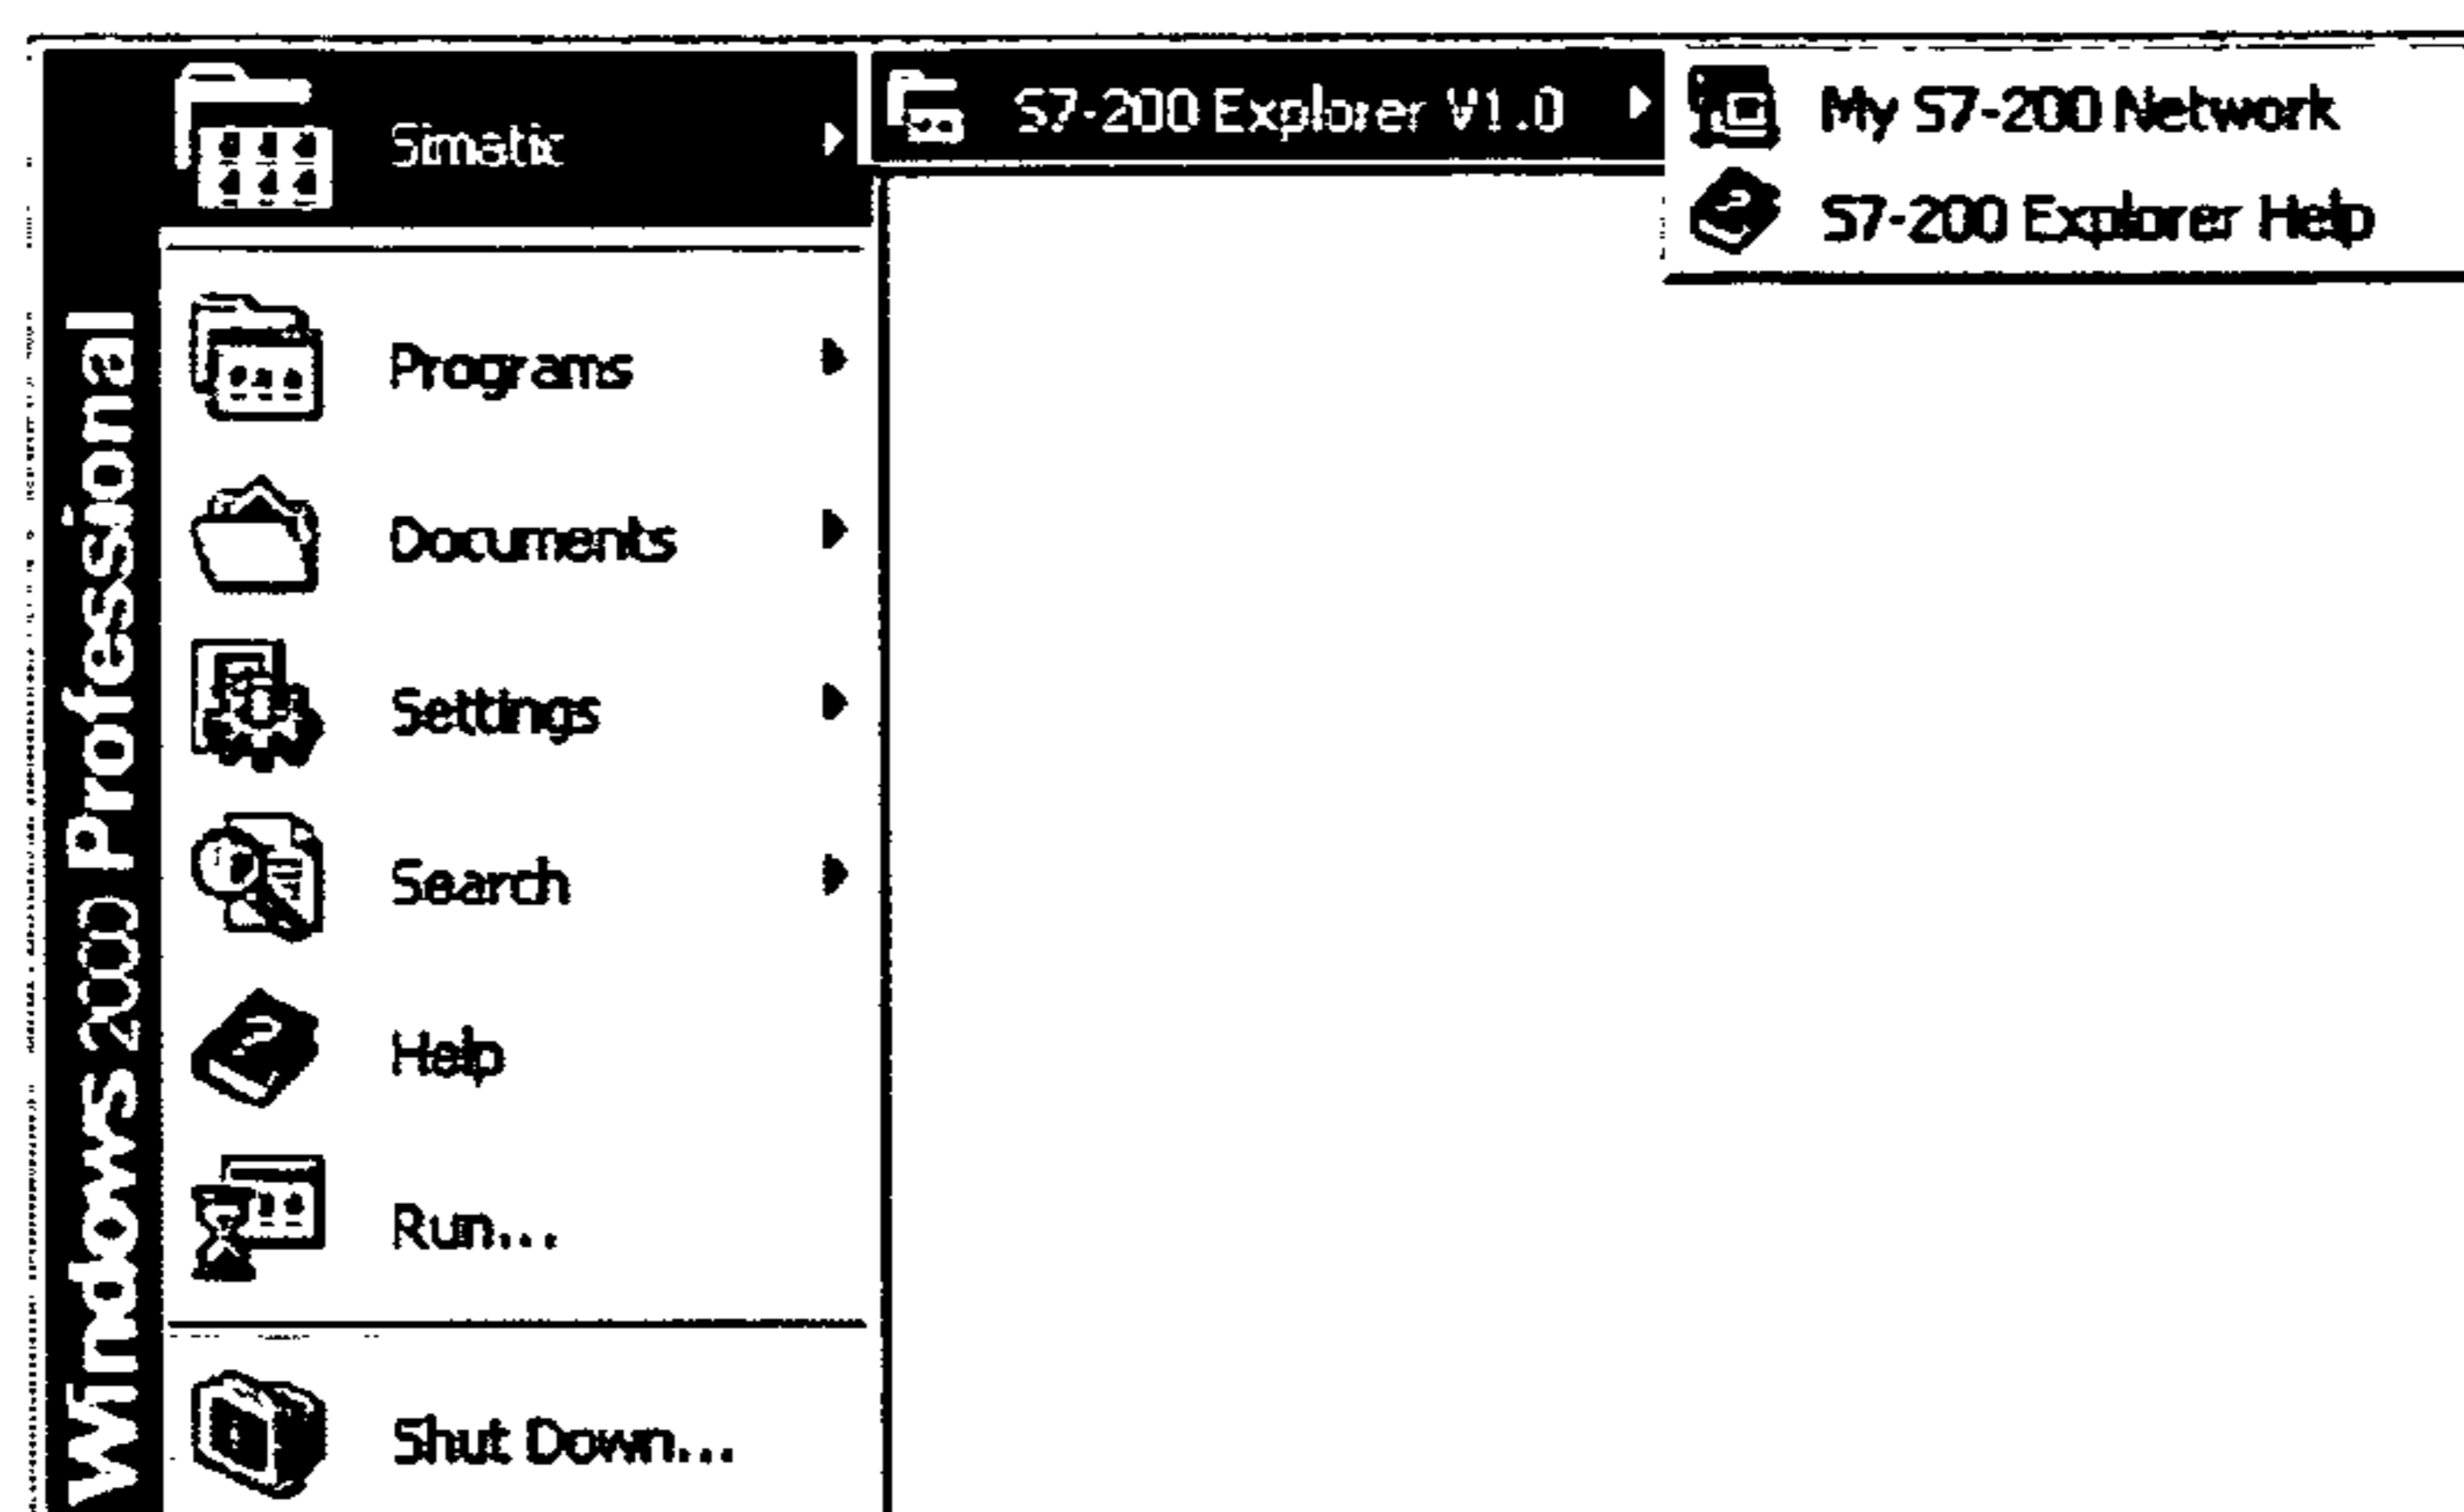 Simatic
S7-200 Explorer V1.0
My S7-200 Network
S7-200 Explorer Help
Programs
Documents
Settings
Search
Help
Run...
Shut Down...
Windows 2000 Professional